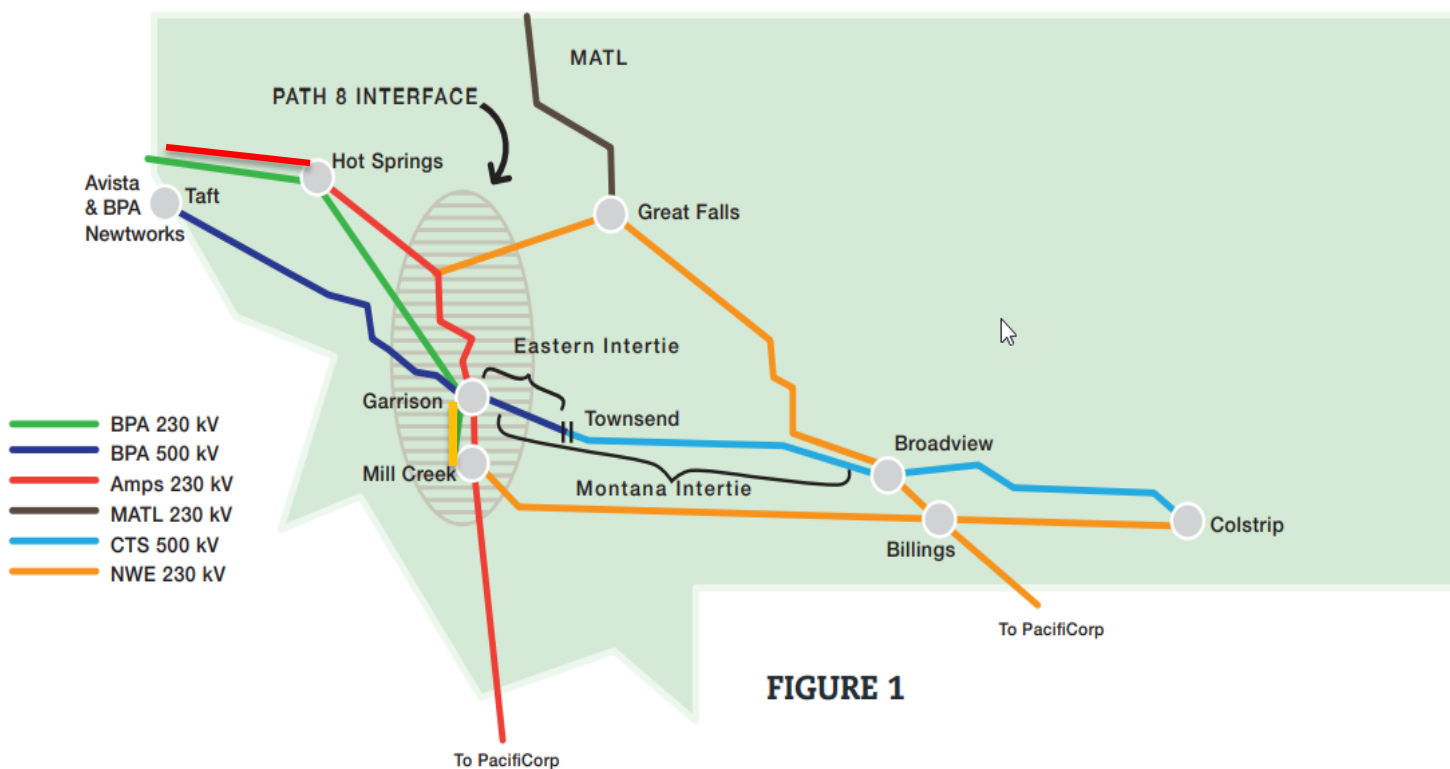 MATL
PATH 8 INTERFACE
Hot Springs
Avista
& BPA
Newtworks
Taft
Great Falls
Eastern Intertie
Garrison
Townsend
BPA 230 kV
BPA 500 kV
Amps 230 kV
MATL 230 kV
CTS 500 kV
NWE 230 kV
Broadview
Mill Creek
Montana Intertie
Colstrip
Billings
To PacifiCorp
FIGURE 1
To PacifiCorp